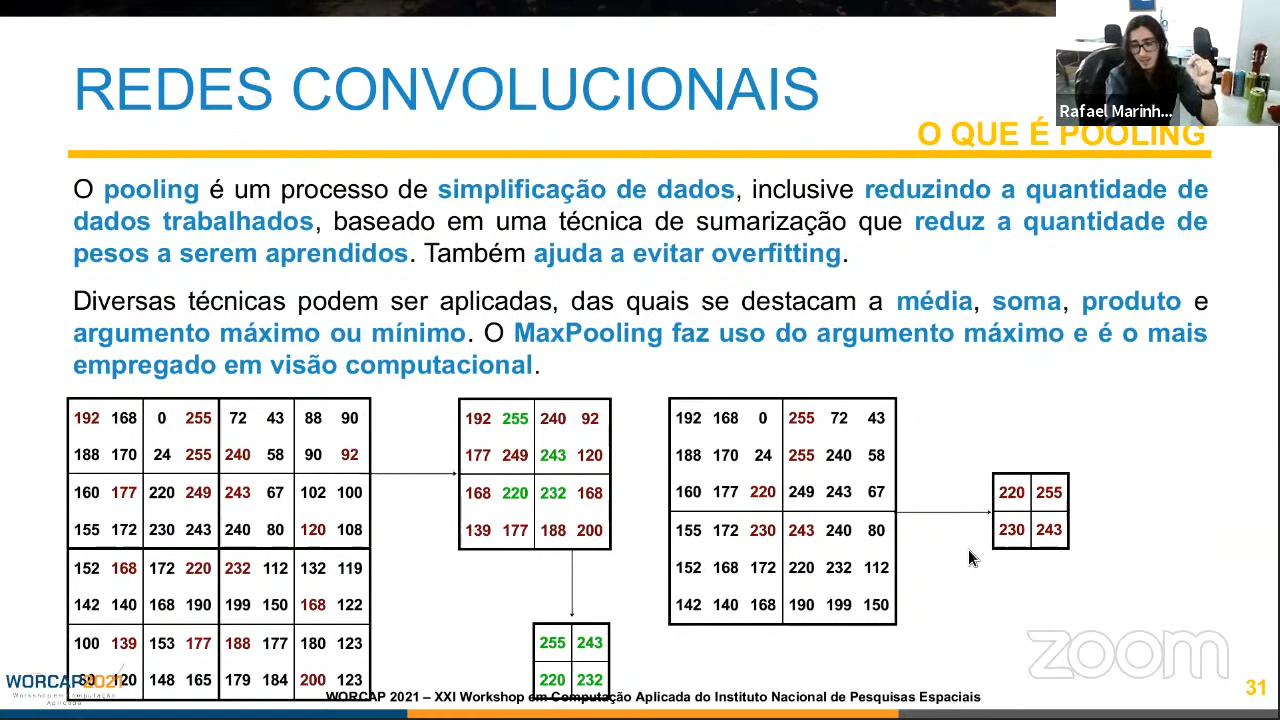 REDES CONVOLUCIONAIS
Rafael Marinh...
O QUE É POOLING
O pooling é um processo de simplificação de dados, inclusive reduzindo a quantidade de
dados trabalhados, baseado em uma técnica de sumarização que reduz a quantidade de
pesos a serem aprendidos. Também ajuda a evitar overfitting.
Diversas técnicas podem ser aplicadas, das quais se destacam a média, soma, produto e
argumento máximo ou mínimo. O MaxPooling faz uso do argumento máximo e é o mais
empregado em visão computacional.
192 168 0 255 72 43 88 90
188 170 24 255 240 58 90 92
160 177 220 249 243 67 102 100
155 172 230 243 240 80 120 108
152 168 172 220 232 112 132 119
142 140 168 190 199 150 168 122
100 139 153 177 188 177 180 123
120 148 165 179 184 200 123
192 255 240 92
177 249 243 120
168 220 232 168
139 177 188 200
255 243
220 232
192 168 0 255 72 43
188 170 24 255 240 58
160 177 220 249 243 67
155 172 230 243 240 80
152 168 172 220 232 112
142 140 168 190 199 150
220 255
230 243
zoom
WORCAP2021
Workshop em Computação
Aplicada
WORCAP 2021 – XXI Workshop em Computação Aplicada do Instituto Nacional de Pesquisas Espaciais
31